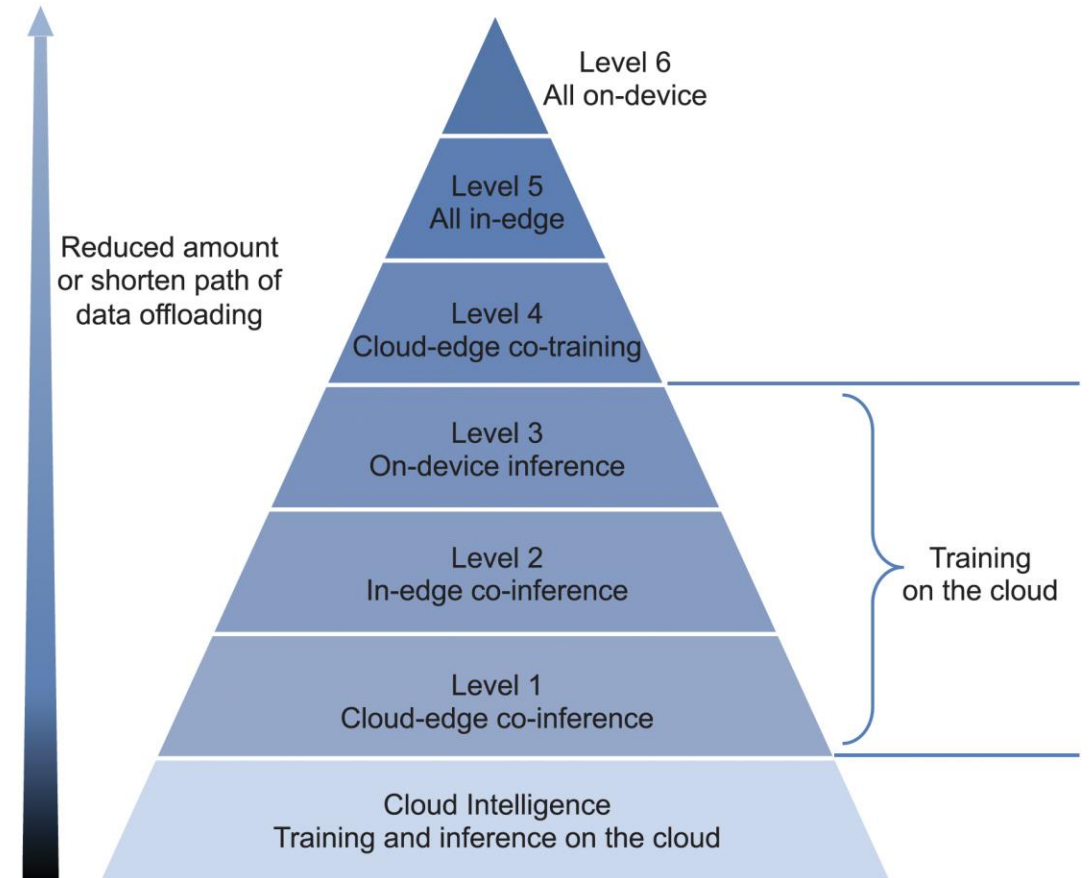 Level 6
All on-device
Level 5
All in-edge
Reduced amount
or shorten path of
data offloading
Level 4
Cloud-edge co-training
Level 3
On-device inference
Level 2
In-edge co-inference
Training
on the cloud
Level 1
Cloud-edge co-inference
Cloud Intelligence
Training and inference on the cloud